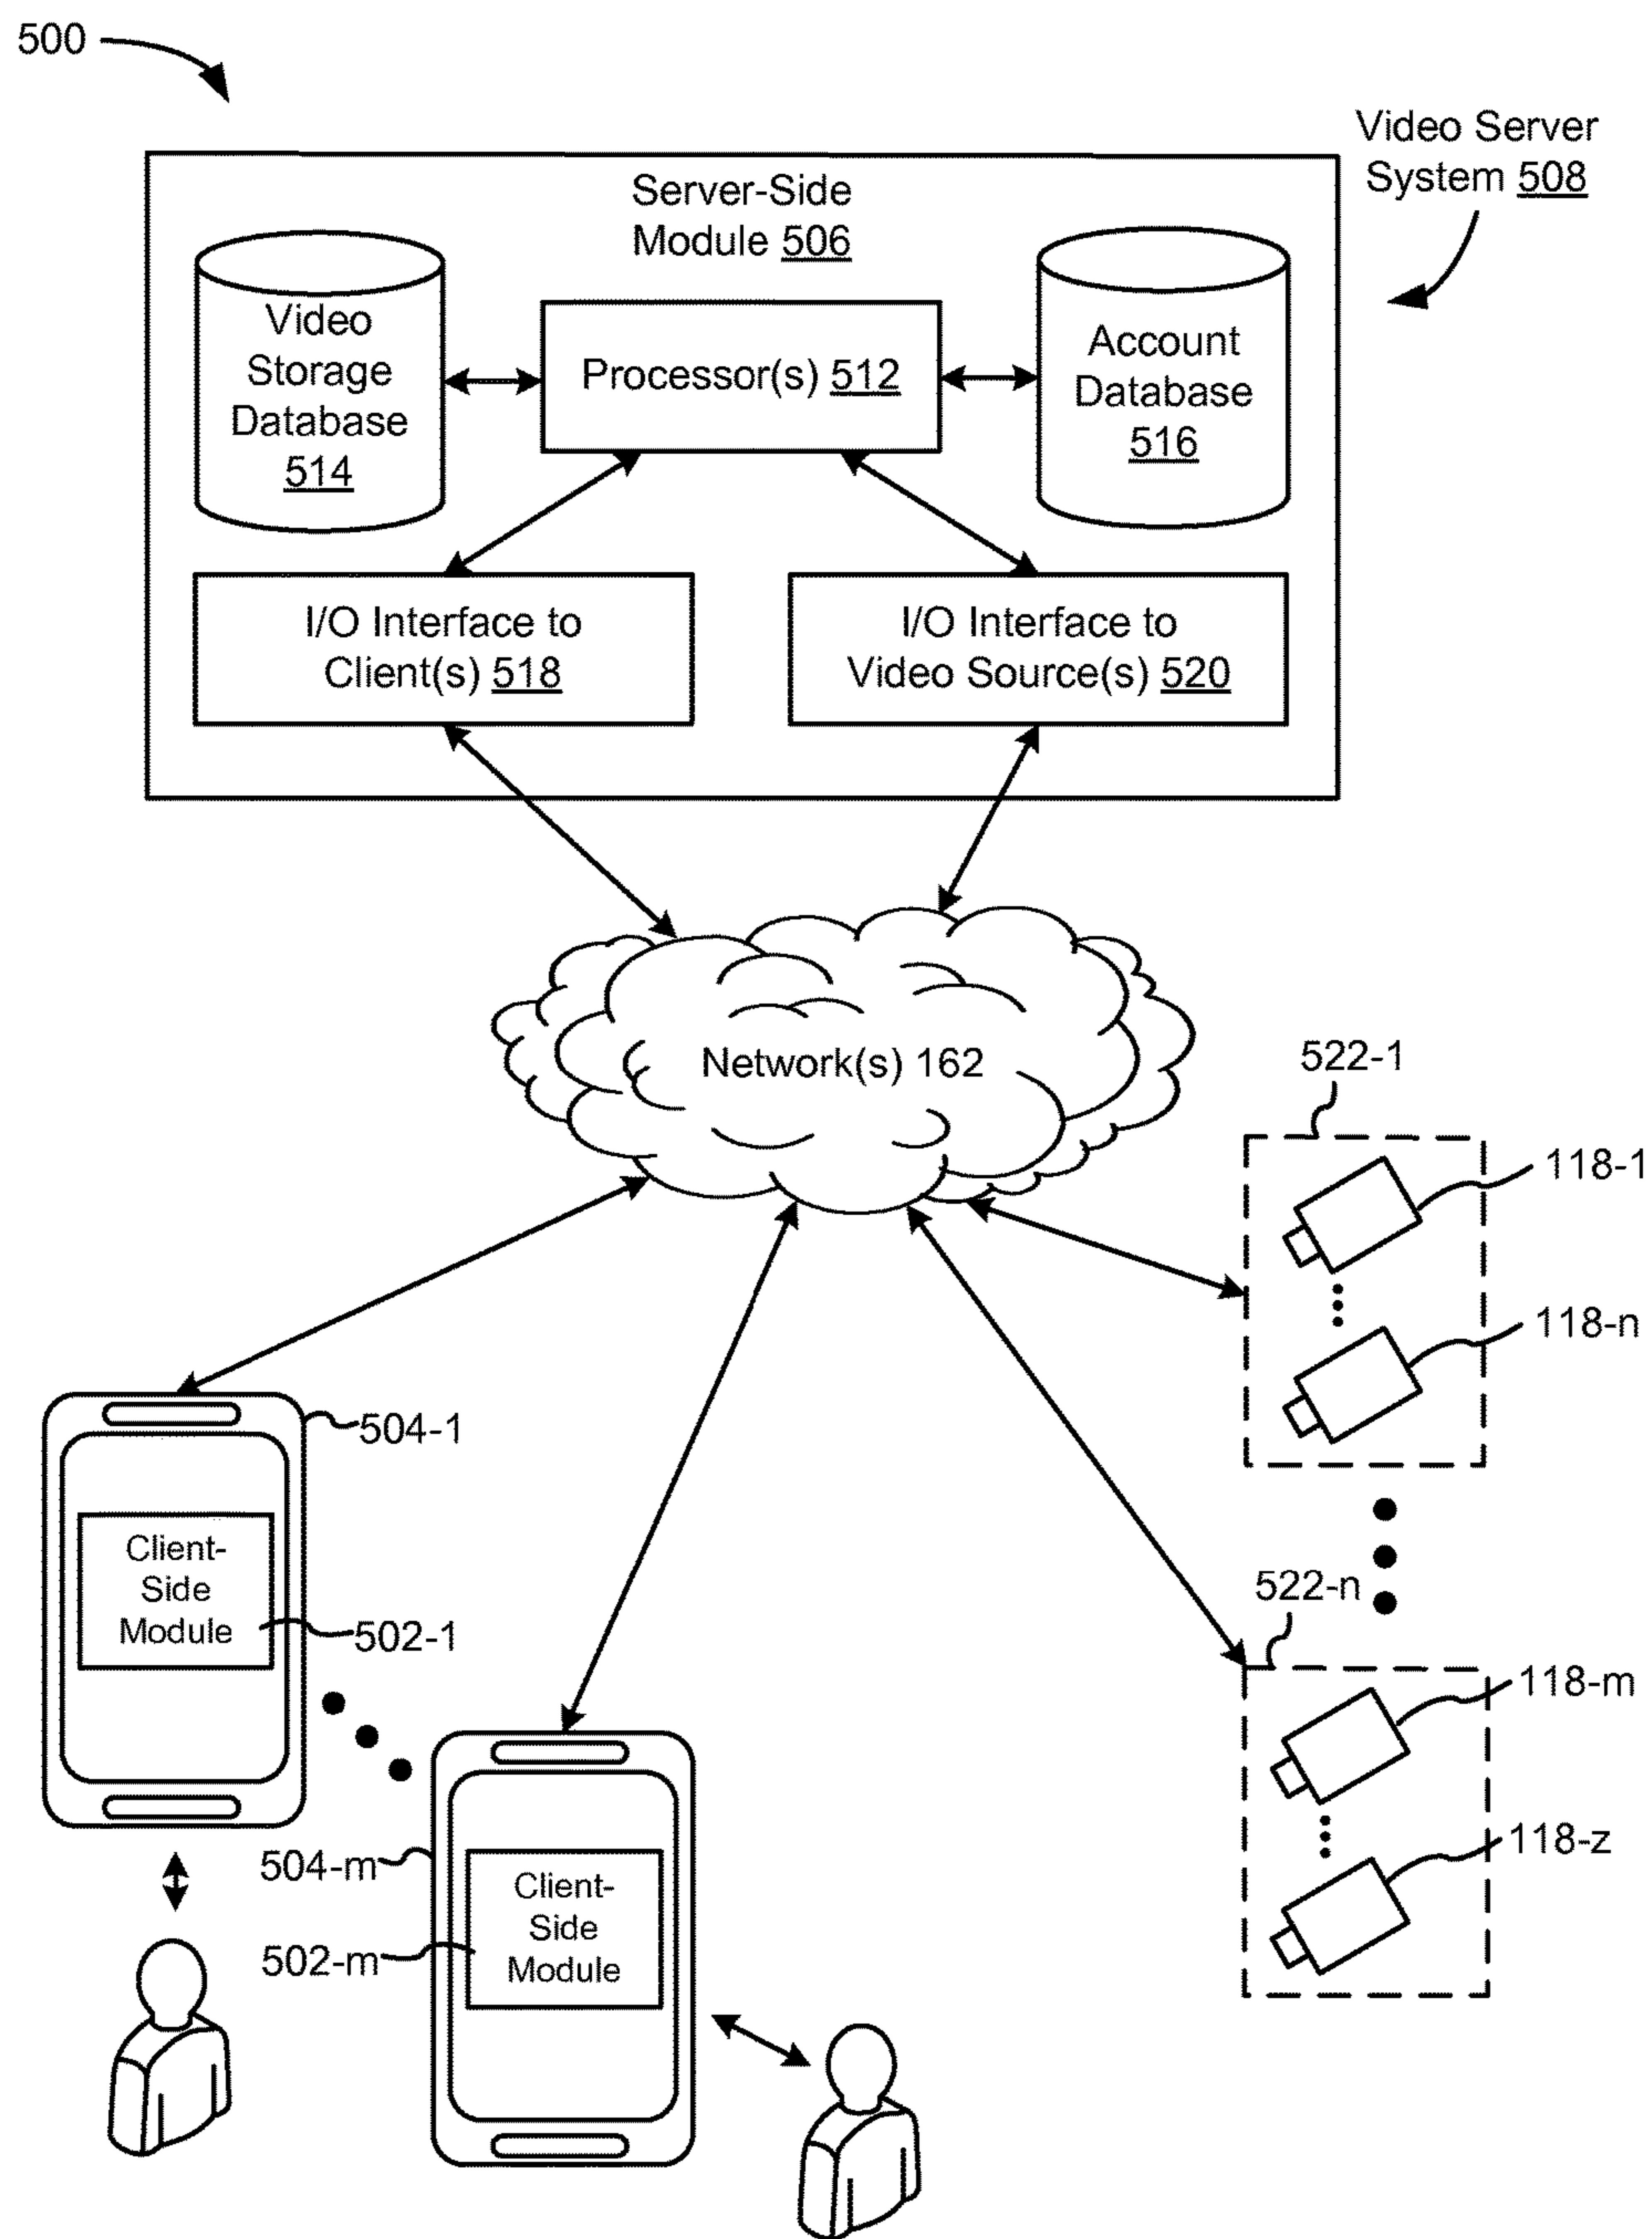 500
Video Server
System 508
Server-Side
Module 506
Video
Storage
Database
514
Processor(s) 512
Account
Database
516
I/O Interface to
Client(s) 518
I/O Interface to
Video Source(s) 520
Network(s) 162
522-1
118-1
118-n
504-1
Client-
Side
Module
502-1
522-n
118-m
118-z
504-m
Client-
Side
Module
502-m